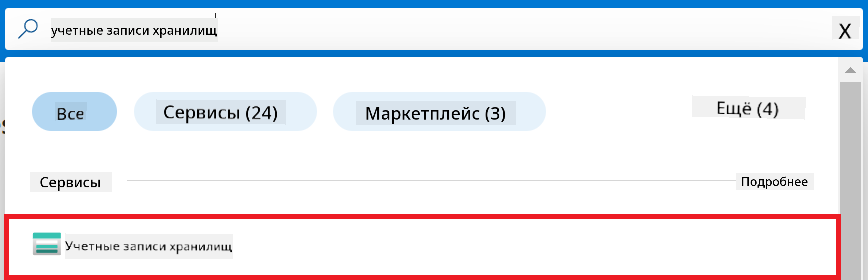 учетные записи хранилищ X
Все Сервисы (24) Маркетплейс (3) Ещё (4)
Сервисы Подробнее
Учетные записи хранилищ